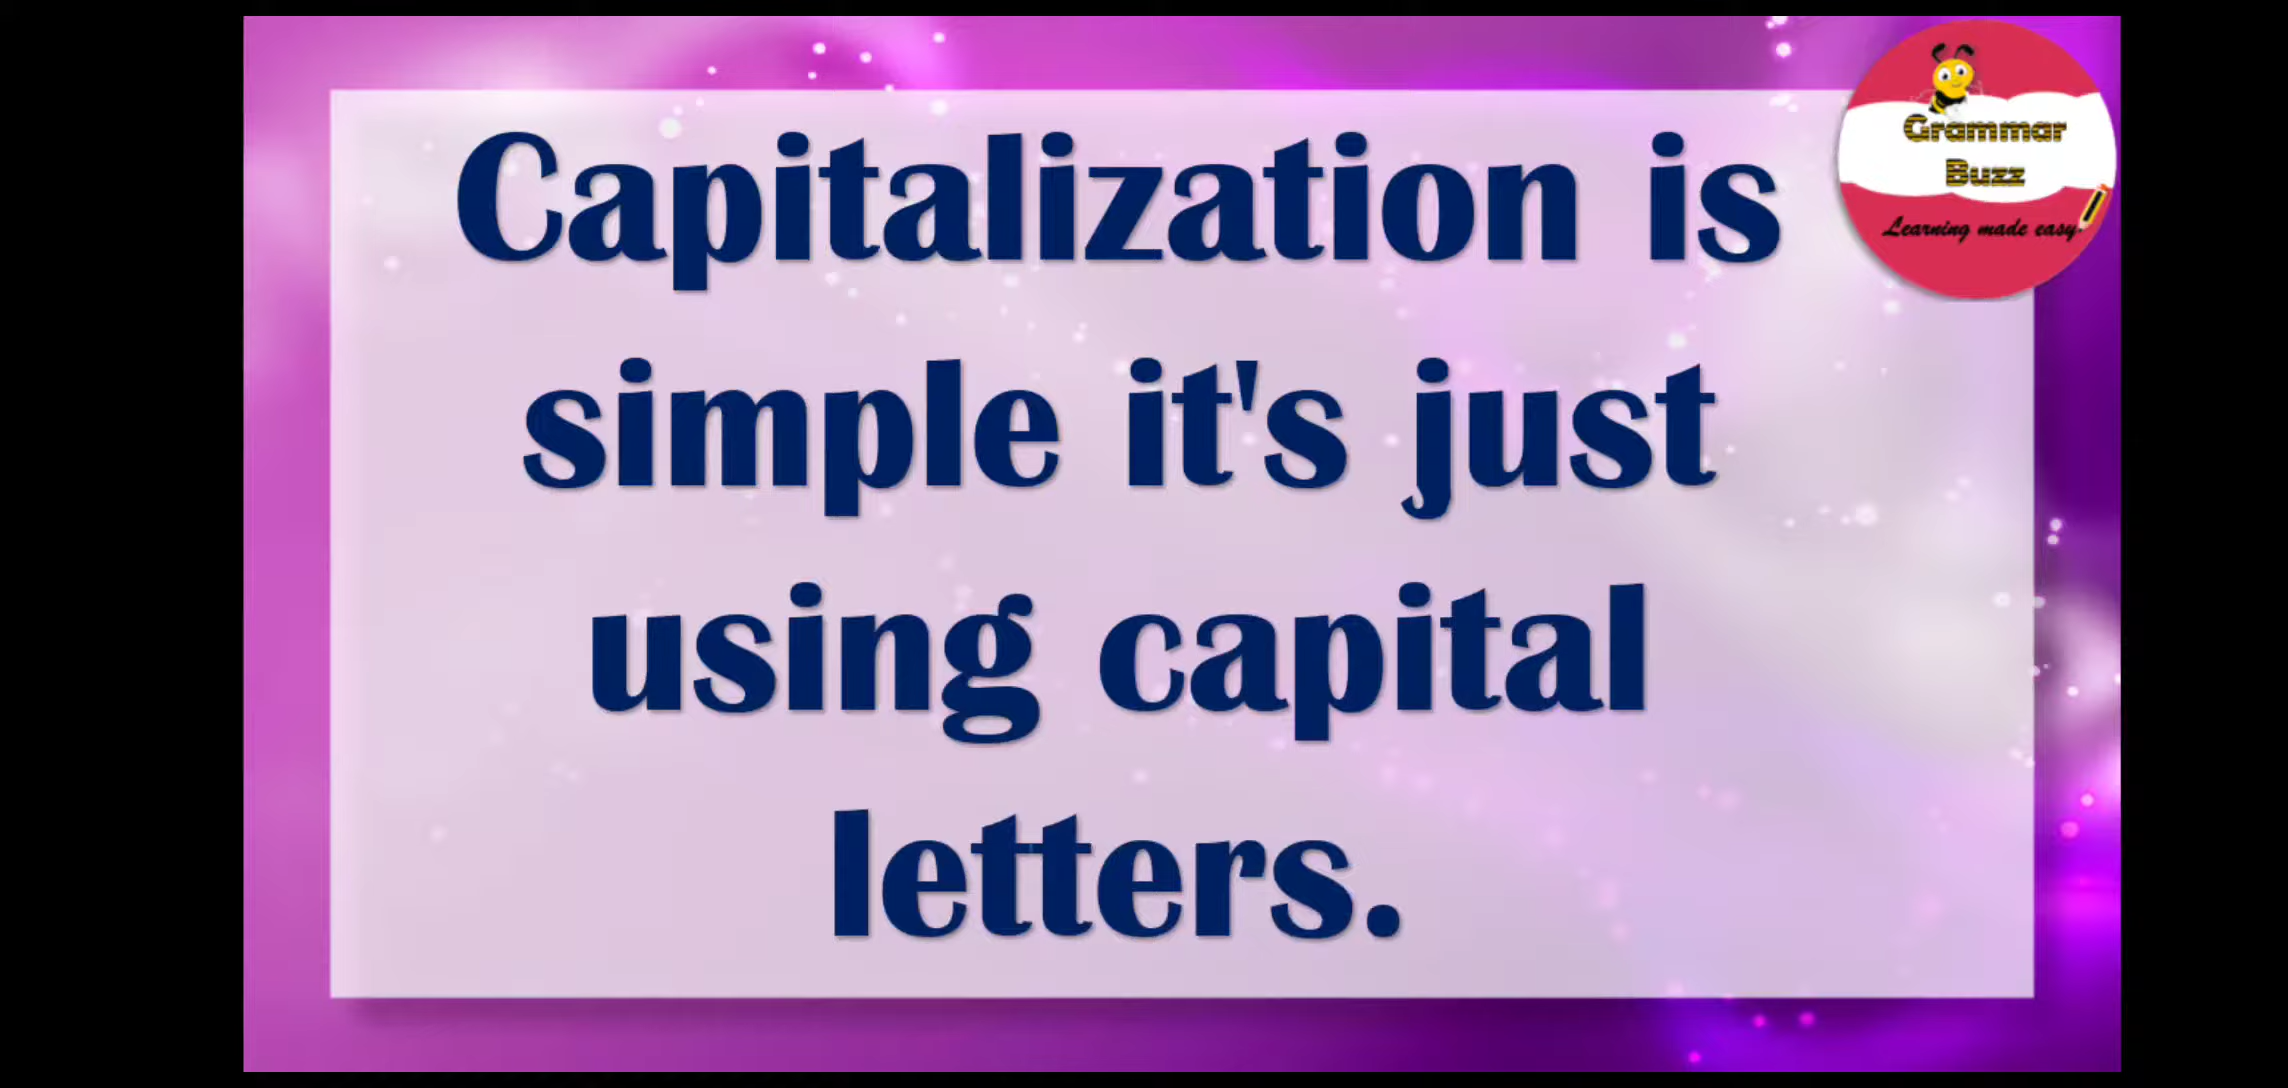 Capitalization is
simple it's just
using capital
letters.
Grammar
Buzz
Learning made easy